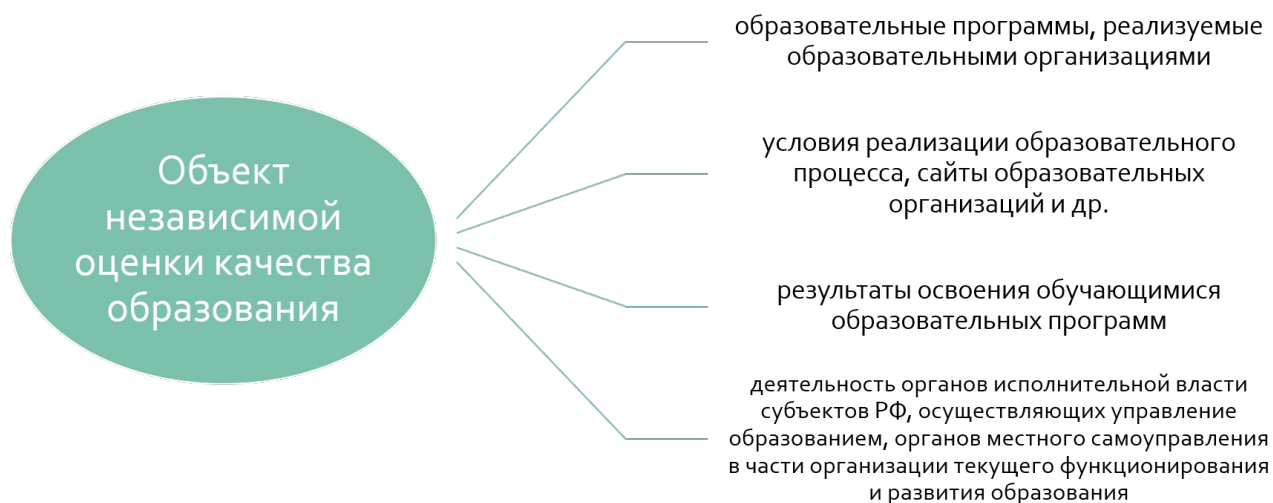 Объект
независимой
оценки качества
образования
образовательные программы, реализуемые
образовательными организациями
условия реализации образовательного
процесса, сайты образовательных
организаций и др.
результаты освоения обучающимися
образовательных программ
деятельность органов исполнительной власти
субъектов РФ, осуществляющих управление
образованием, органов местного самоуправления
в части организации текущего функционирования
и развития образования